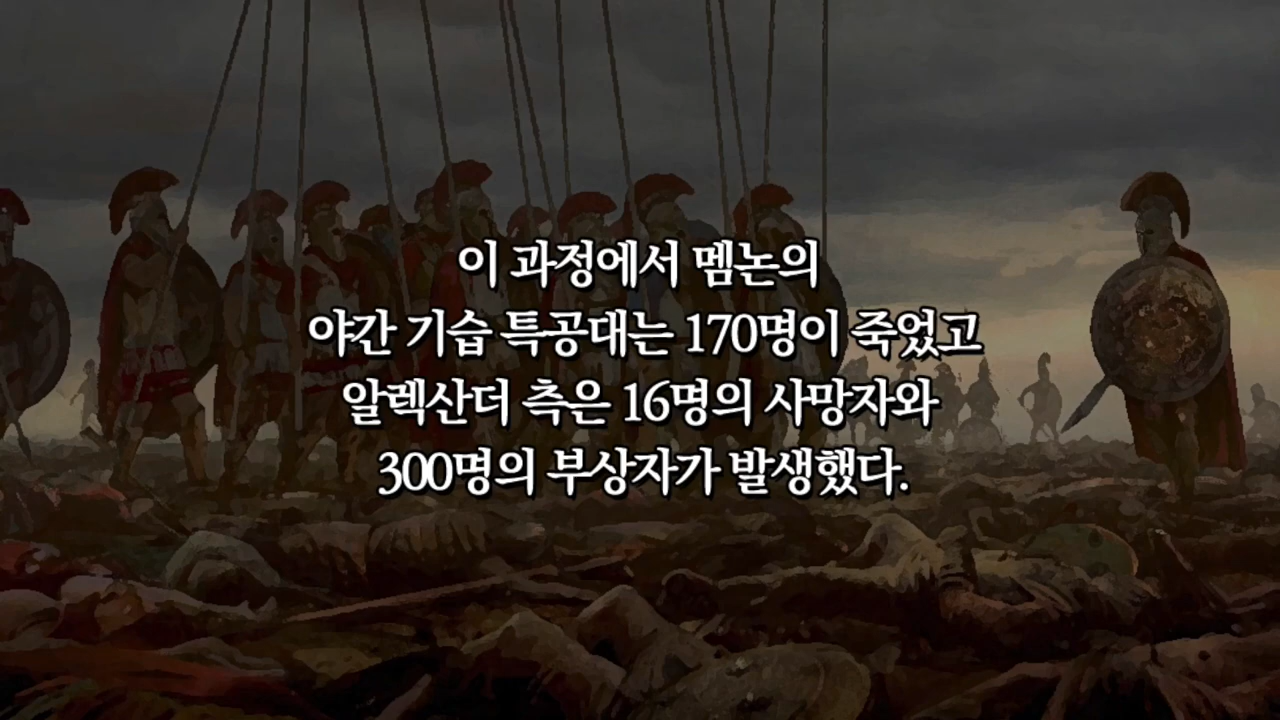 이 과정에서 멤논의
야간 기습 특공대는 170명이 죽었고
알렉산더 측은 16명의 사망자와
300명의 부상자가 발생했다.